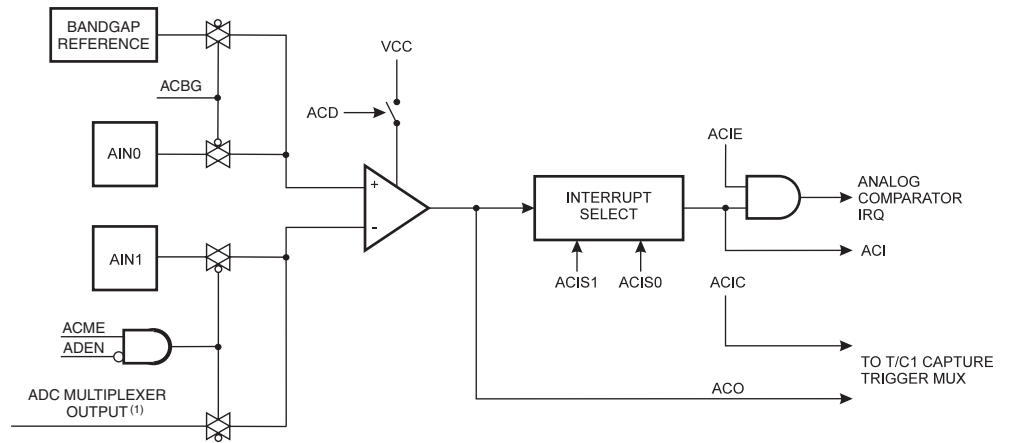 BANDGAP
REFERENCE
ACBG
AIN0
AIN1
ACME
ADEN
ADC MULTIPLEXER
OUTPUT (1)
VCC
ACD
+
-
INTERRUPT
SELECT
ACIS1
ACIS0
ACIE
ANALOG
COMPARATOR
IRQ
ACI
ACIC
TO T/C1 CAPTURE
TRIGGER MUX
ACO